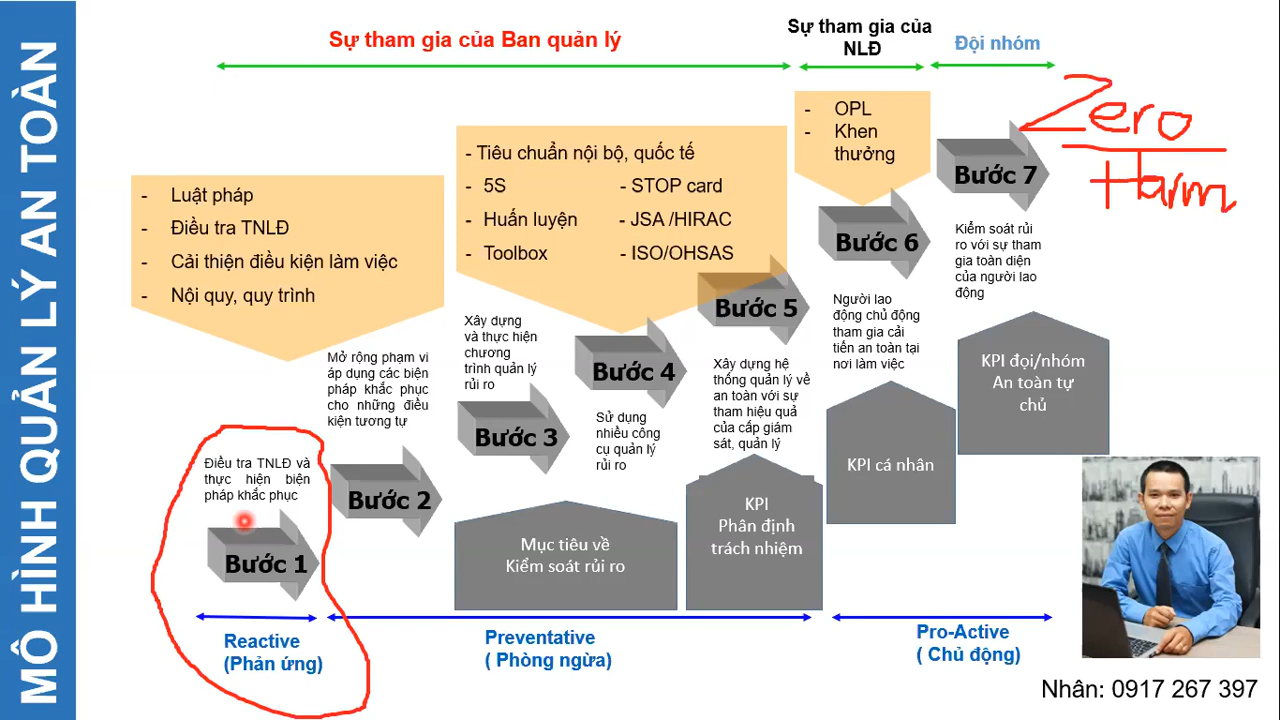 MÔ HÌNH QUẢN LÝ AN TOÀN
Sự tham gia của Ban quản lý
Sự tham gia của
NLĐ
Đội nhóm
Zero
Harm
- Luật pháp
- Điều tra TNLĐ
- Cải thiện điều kiện làm việc
- Nội quy, quy trình
- Tiêu chuẩn nội bộ, quốc tế
- 5S
- STOP card
- Huấn luyện
- JSA /HIRAC
- Toolbox
- ISO/OHSAS
- OPL
- Khen
thưởng
Điều tra TNLĐ và
thực hiện biện
pháp khắc phục
Bước 1
Mở rộng phạm vi
áp dụng các biện
pháp khắc phục
cho những điều
kiện tương tự
Bước 2
Xây dựng
và thực hiện
chương
trình quản lý
rủi ro
Bước 3
Bước 4
Sử dụng
nhiều công
cụ quản lý
rủi ro
Bước 5
Xây dựng hệ
thống quản lý về
an toàn với sự
tham hiệu quả
của cấp giám
sát, quản lý
Bước 6
Người lao
động chủ động
tham gia cải
tiến an toàn tại
nơi làm việc
Bước 7
Kiểm soát rủi
ro với sự tham
gia toàn diện
của người lao
động
Mục tiêu về
Kiểm soát rủi ro
KPI
Phân định
trách nhiệm
KPI cá nhân
KPI đọi/nhóm
An toàn tự
chủ
Reactive
(Phản ứng)
Preventative
( Phòng ngừa)
Pro-Active
( Chủ động)
Nhân: 0917 267 397